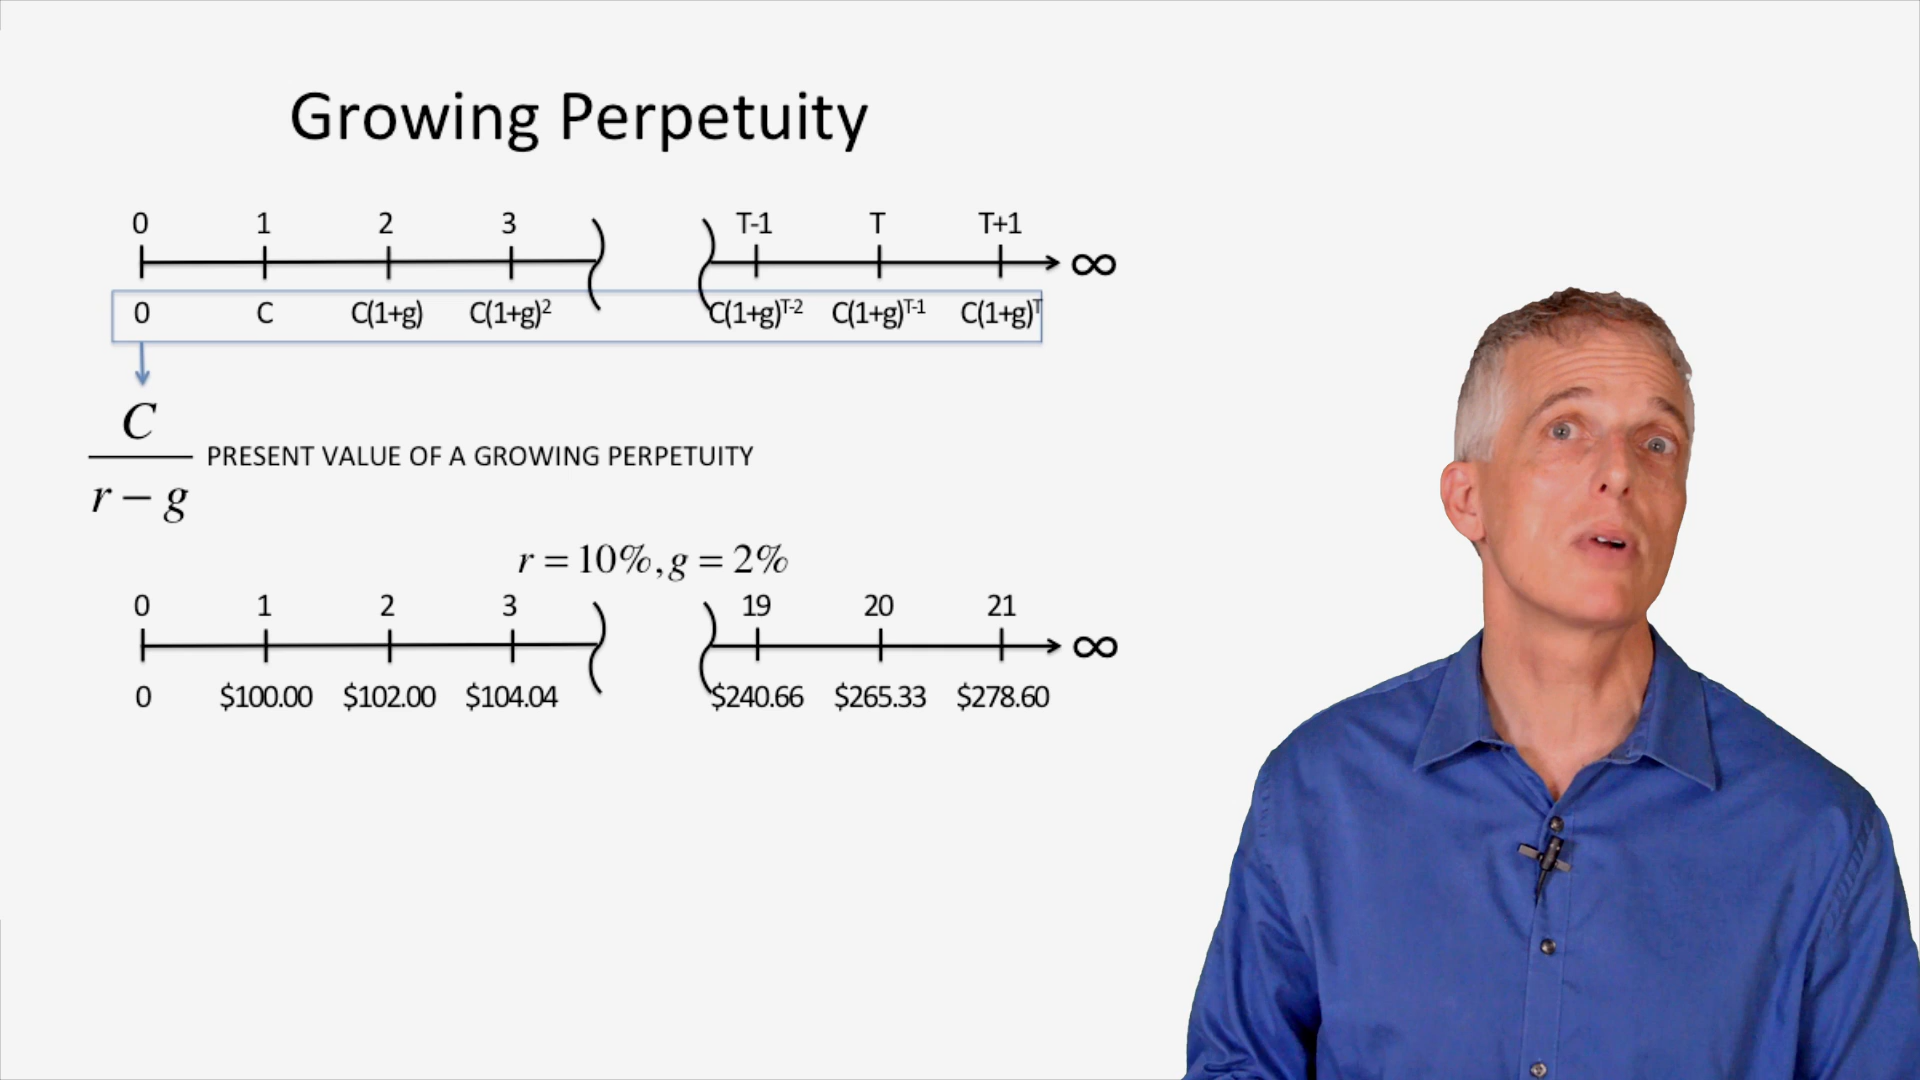 Growing Perpetuity
0 1 2 3 T-1 T T+1
∞
0 C C(1+g) C(1+g)² C(1+g)ᵀ⁻² C(1+g)ᵀ⁻¹ C(1+g)ᵀ
C
r − g
PRESENT VALUE OF A GROWING PERPETUITY
r = 10%, g = 2%
0 1 2 3 19 20 21
∞
0 $100.00 $102.00 $104.04 $240.66 $265.33 $278.60